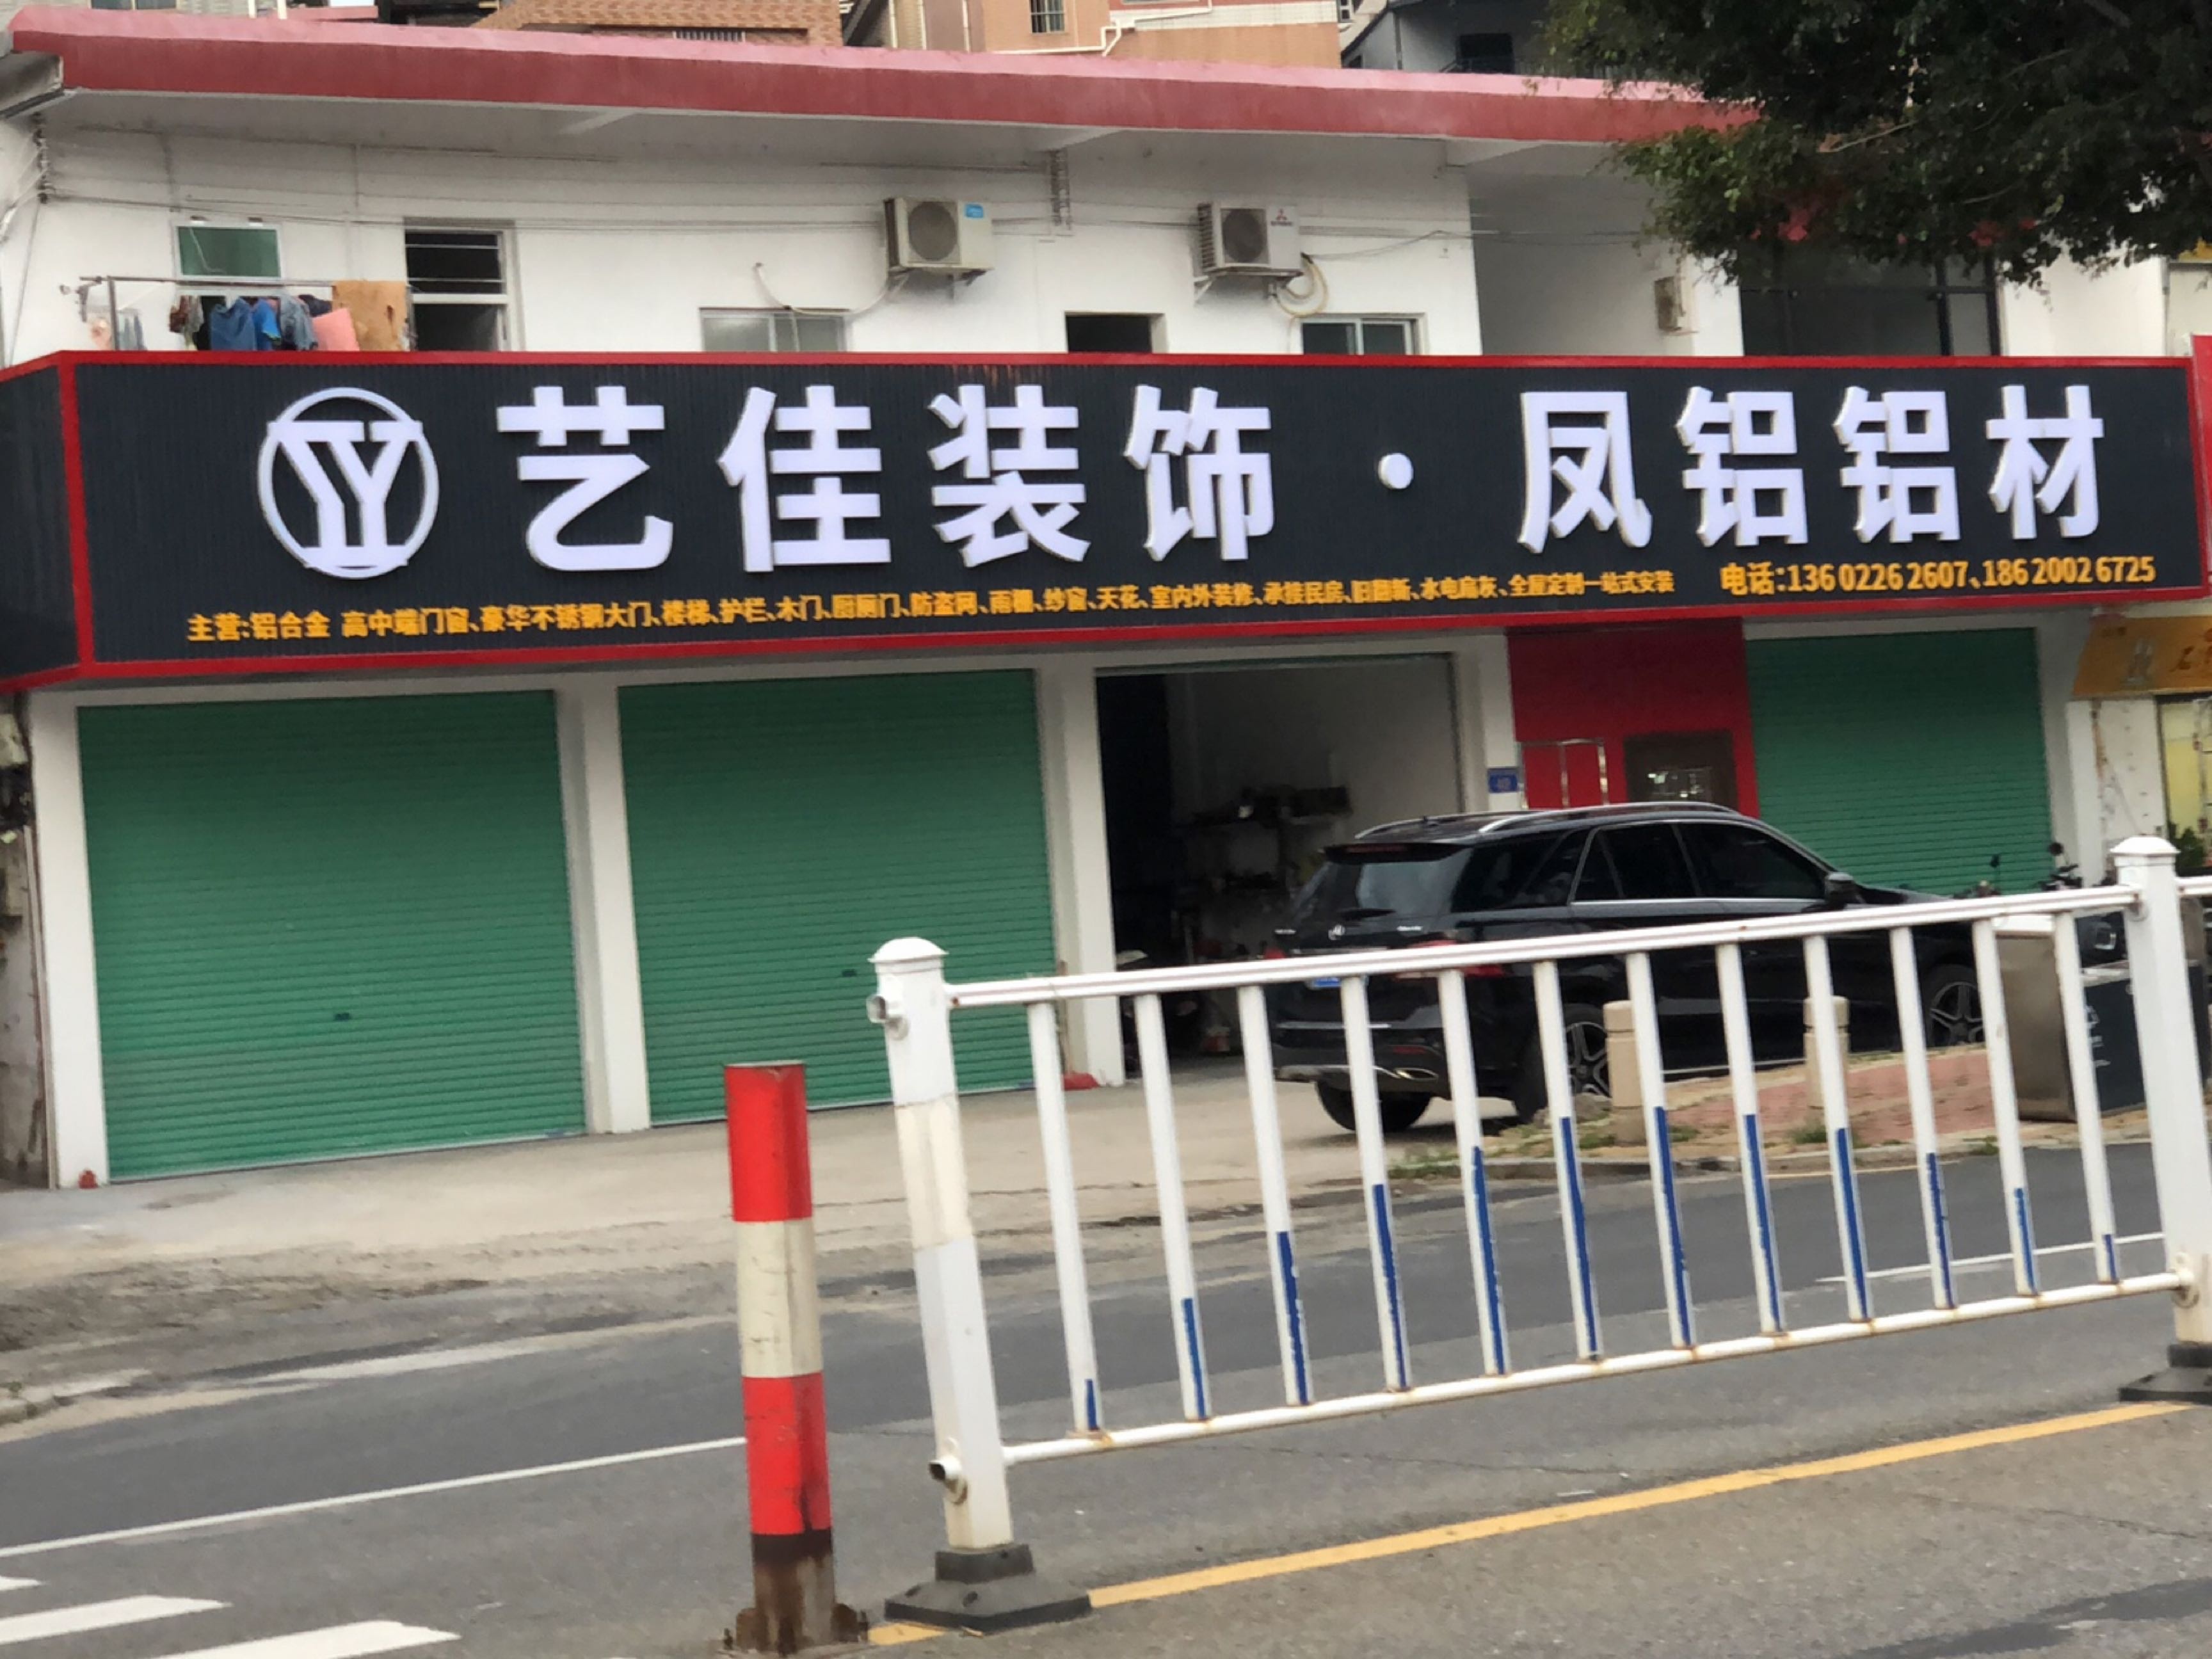 艺佳装饰·凤铝铝材
主营:铝合金 高中端门窗、豪华不锈钢大门、楼梯、护栏、木门、厨厕门、防盗网、雨棚、纱窗、天花、室内外装修、承接民房、旧翻新、水电扇灰、全屋定制一站式安装
电话:136 0226 2607、186 2002 6725